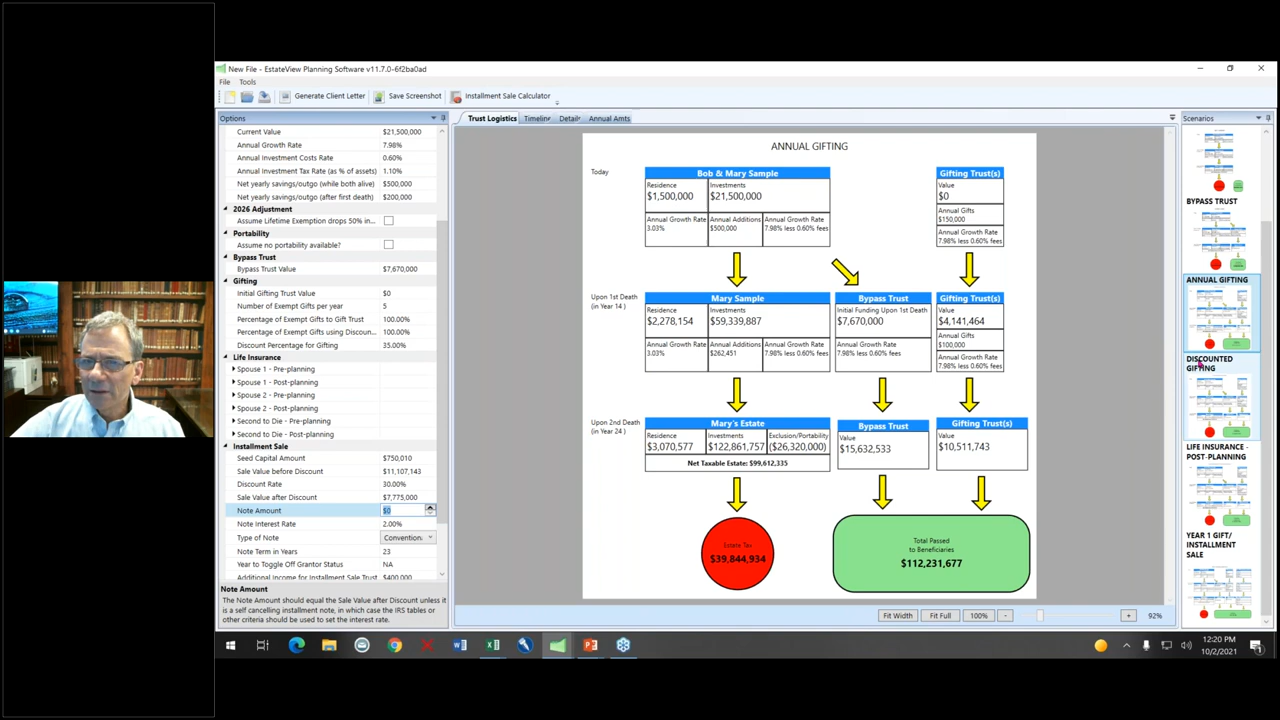 New File - EstateView Planning Software v11.7.0-6f2ba0ad
File Tools
Generate Client Letter Save Screenshot Installment Sale Calculator
Options
Current Value $21,500,000
Annual Growth Rate 7.98%
Annual Investment Costs Rate 0.60%
Annual Investment Tax Rate (as % of assets) 1.10%
Net yearly savings/outgo (while both alive) $500,000
Net yearly savings/outgo (after first death) $200,000
2026 Adjustment
Assume Lifetime Exemption drops 50% in...
Portability
Assume no portability available?
Bypass Trust
Bypass Trust Value $7,670,000
Gifting
Initial Gifting Trust Value $0
Number of Exempt Gifts per year 5
Percentage of Exempt Gifts to Gift Trust 100.00%
Percentage of Exempt Gifts using Discoun... 100.00%
Discount Percentage for Gifting 35.00%
Life Insurance
Spouse 1 - Pre-planning
Spouse 1 - Post-planning
Spouse 2 - Pre-planning
Spouse 2 - Post-planning
Second to Die - Pre-planning
Second to Die - Post-planning
Installment Sale
Seed Capital Amount $750,010
Sale Value before Discount $11,107,143
Discount Rate 30.00%
Sale Value after Discount $7,775,000
Note Amount $0
Note Interest Rate 2.00%
Type of Note Convention
Note Term in Years 23
Year to Toggle Off Grantor Status NA
Additional Income for Installment Sale Trust $400,000
Note Amount
The Note Amount should equal the Sale Value after Discount unless it
is a self cancelling installment note, in which case the IRS tables or
other criteria should be used to set the interest rate.
Trust Logistics Timeline Detail Annual Amts
ANNUAL GIFTING
Today
Bob & Mary Sample
Residence Investments
$1,500,000 $21,500,000
Annual Growth Rate Annual Additions Annual Growth Rate
3.03% $500,000 7.98% less 0.60% fees
Gifting Trust(s)
Value
$0
Annual Gifts
$150,000
Annual Growth Rate
7.98% less 0.60% fees
Upon 1st Death
(in Year 14 )
Mary Sample
Residence Investments
$2,278,154 $59,339,887
Annual Growth Rate Annual Additions Annual Growth Rate
3.03% $262,451 7.98% less 0.60% fees
Bypass Trust
Initial Funding Upon 1st Death
$7,670,000
Annual Growth Rate
7.98% less 0.60% fees
Gifting Trust(s)
Value
$4,141,464
Annual Gifts
$100,000
Annual Growth Rate
7.98% less 0.60% fees
Upon 2nd Death
(in Year 24 )
Mary's Estate
Residence Investments Exclusion/Portability
$3,070,577 $122,861,757 ($26,320,000)
Net Taxable Estate: $99,612,335
Bypass Trust
Value
$15,632,533
Gifting Trust(s)
Value
$10,511,743
Estate Tax
$39,844,934
Total Passed
to Beneficiaries
$112,231,677
Fit Width Fit Full 100% - + 92%
Scenarios
BYPASS TRUST
ANNUAL GIFTING
DISCOUNTED
GIFTING
LIFE INSURANCE -
POST-PLANNING
YEAR 1 GIFT/
INSTALLMENT
SALE
12:20 PM
10/2/2021